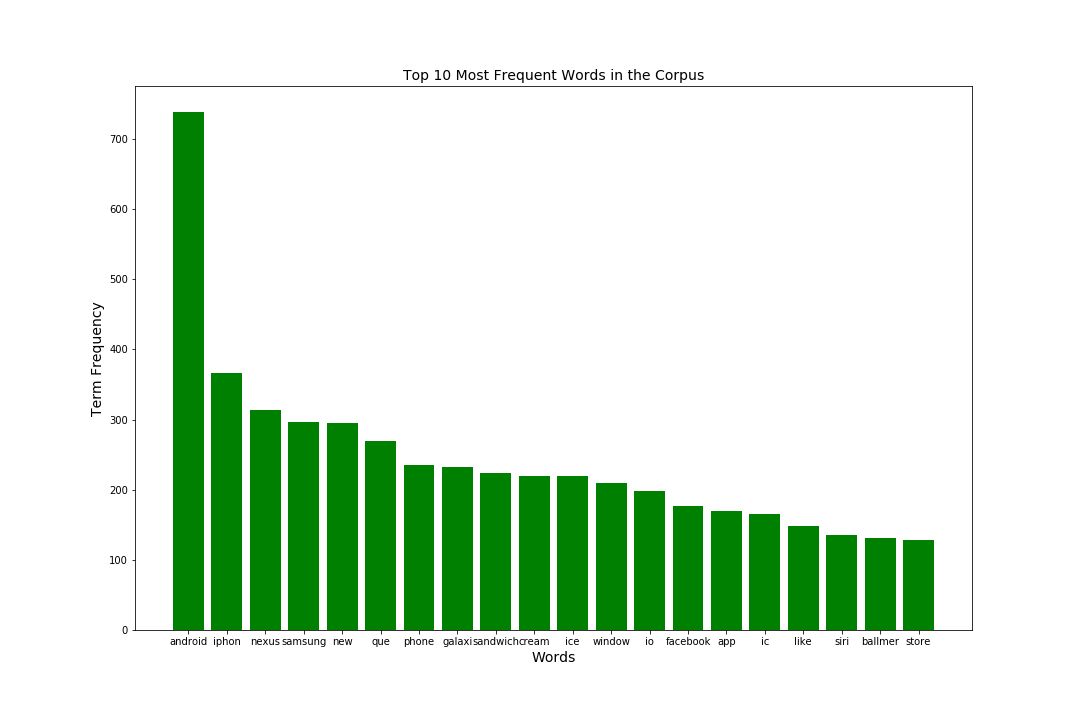 Top 10 Most Frequent Words in the Corpus
700
600
500
400
300
200
100
0
Term Frequency
android iphon nexus samsung new que phone galaxi sandwich cream ice window io facebook app ic like siri ballmer store
Words